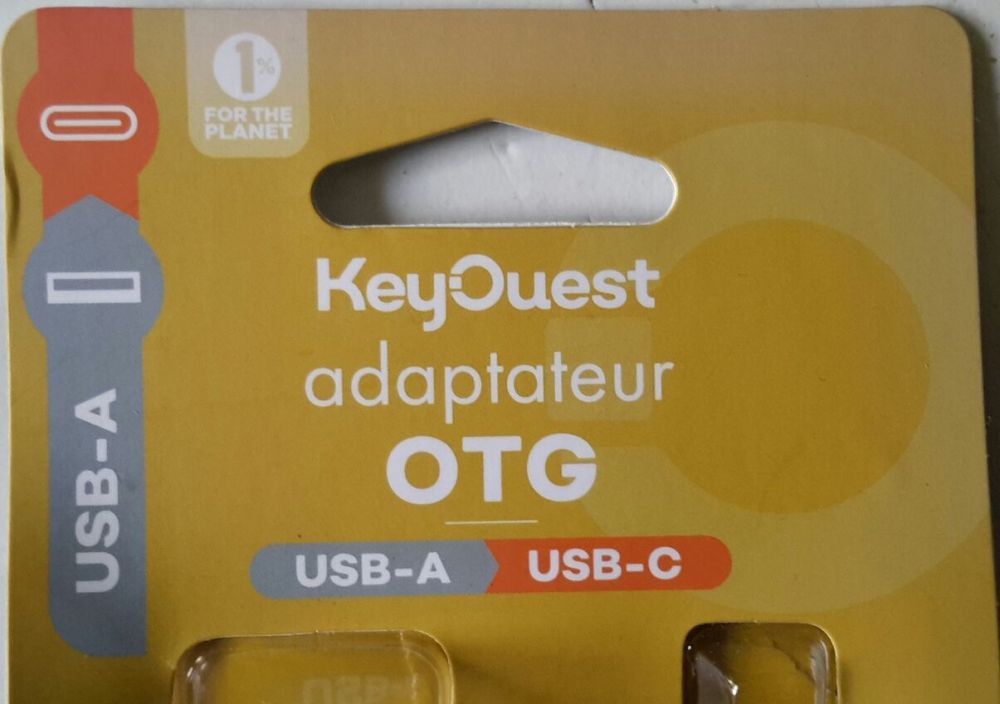 1%
FOR THE
PLANET
KeyOuest
adaptateur
OTG
USB-A USB-C
USB-A